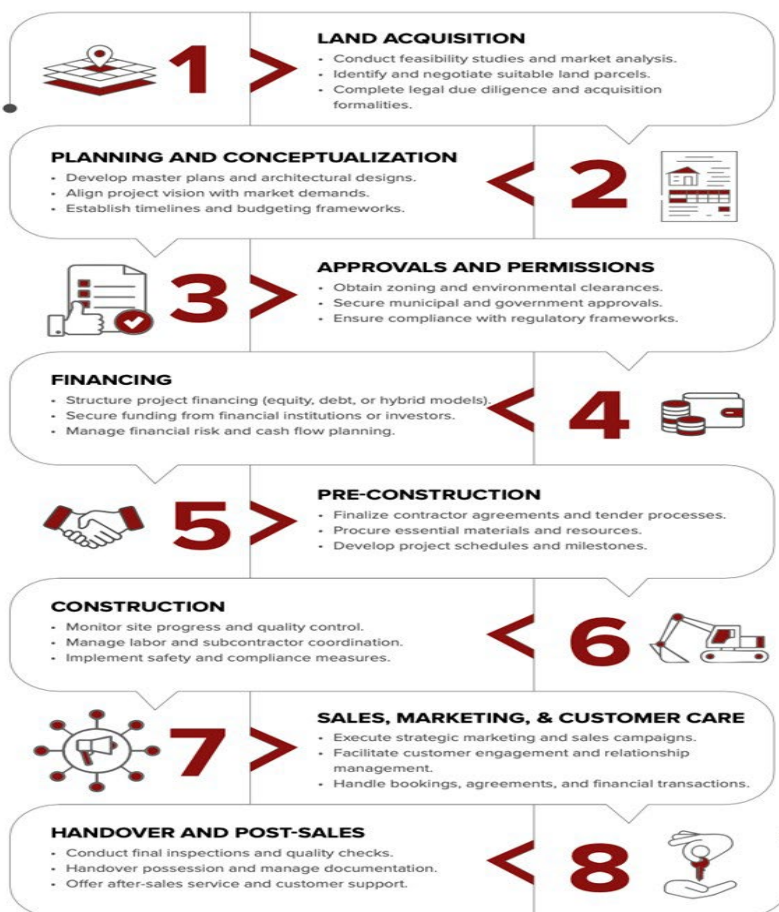 1
LAND ACQUISITION
• Conduct feasibility studies and market analysis.
• Identify and negotiate suitable land parcels.
• Complete legal due diligence and acquisition
formalities.
PLANNING AND CONCEPTUALIZATION
• Develop master plans and architectural designs.
• Align project vision with market demands.
• Establish timelines and budgeting frameworks.
2
3
APPROVALS AND PERMISSIONS
• Obtain zoning and environmental clearances.
• Secure municipal and government approvals.
• Ensure compliance with regulatory frameworks.
FINANCING
• Structure project financing (equity, debt, or hybrid models).
• Secure funding from financial institutions or investors.
• Manage financial risk and cash flow planning.
4
5
PRE-CONSTRUCTION
• Finalize contractor agreements and tender processes.
• Procure essential materials and resources.
• Develop project schedules and milestones.
CONSTRUCTION
• Monitor site progress and quality control.
• Manage labor and subcontractor coordination.
• Implement safety and compliance measures.
6
7
SALES, MARKETING, & CUSTOMER CARE
• Execute strategic marketing and sales campaigns.
• Facilitate customer engagement and relationship
management.
• Handle bookings, agreements, and financial transactions.
HANDOVER AND POST-SALES
• Conduct final inspections and quality checks.
• Handover possession and manage documentation.
• Offer after-sales service and customer support.
8